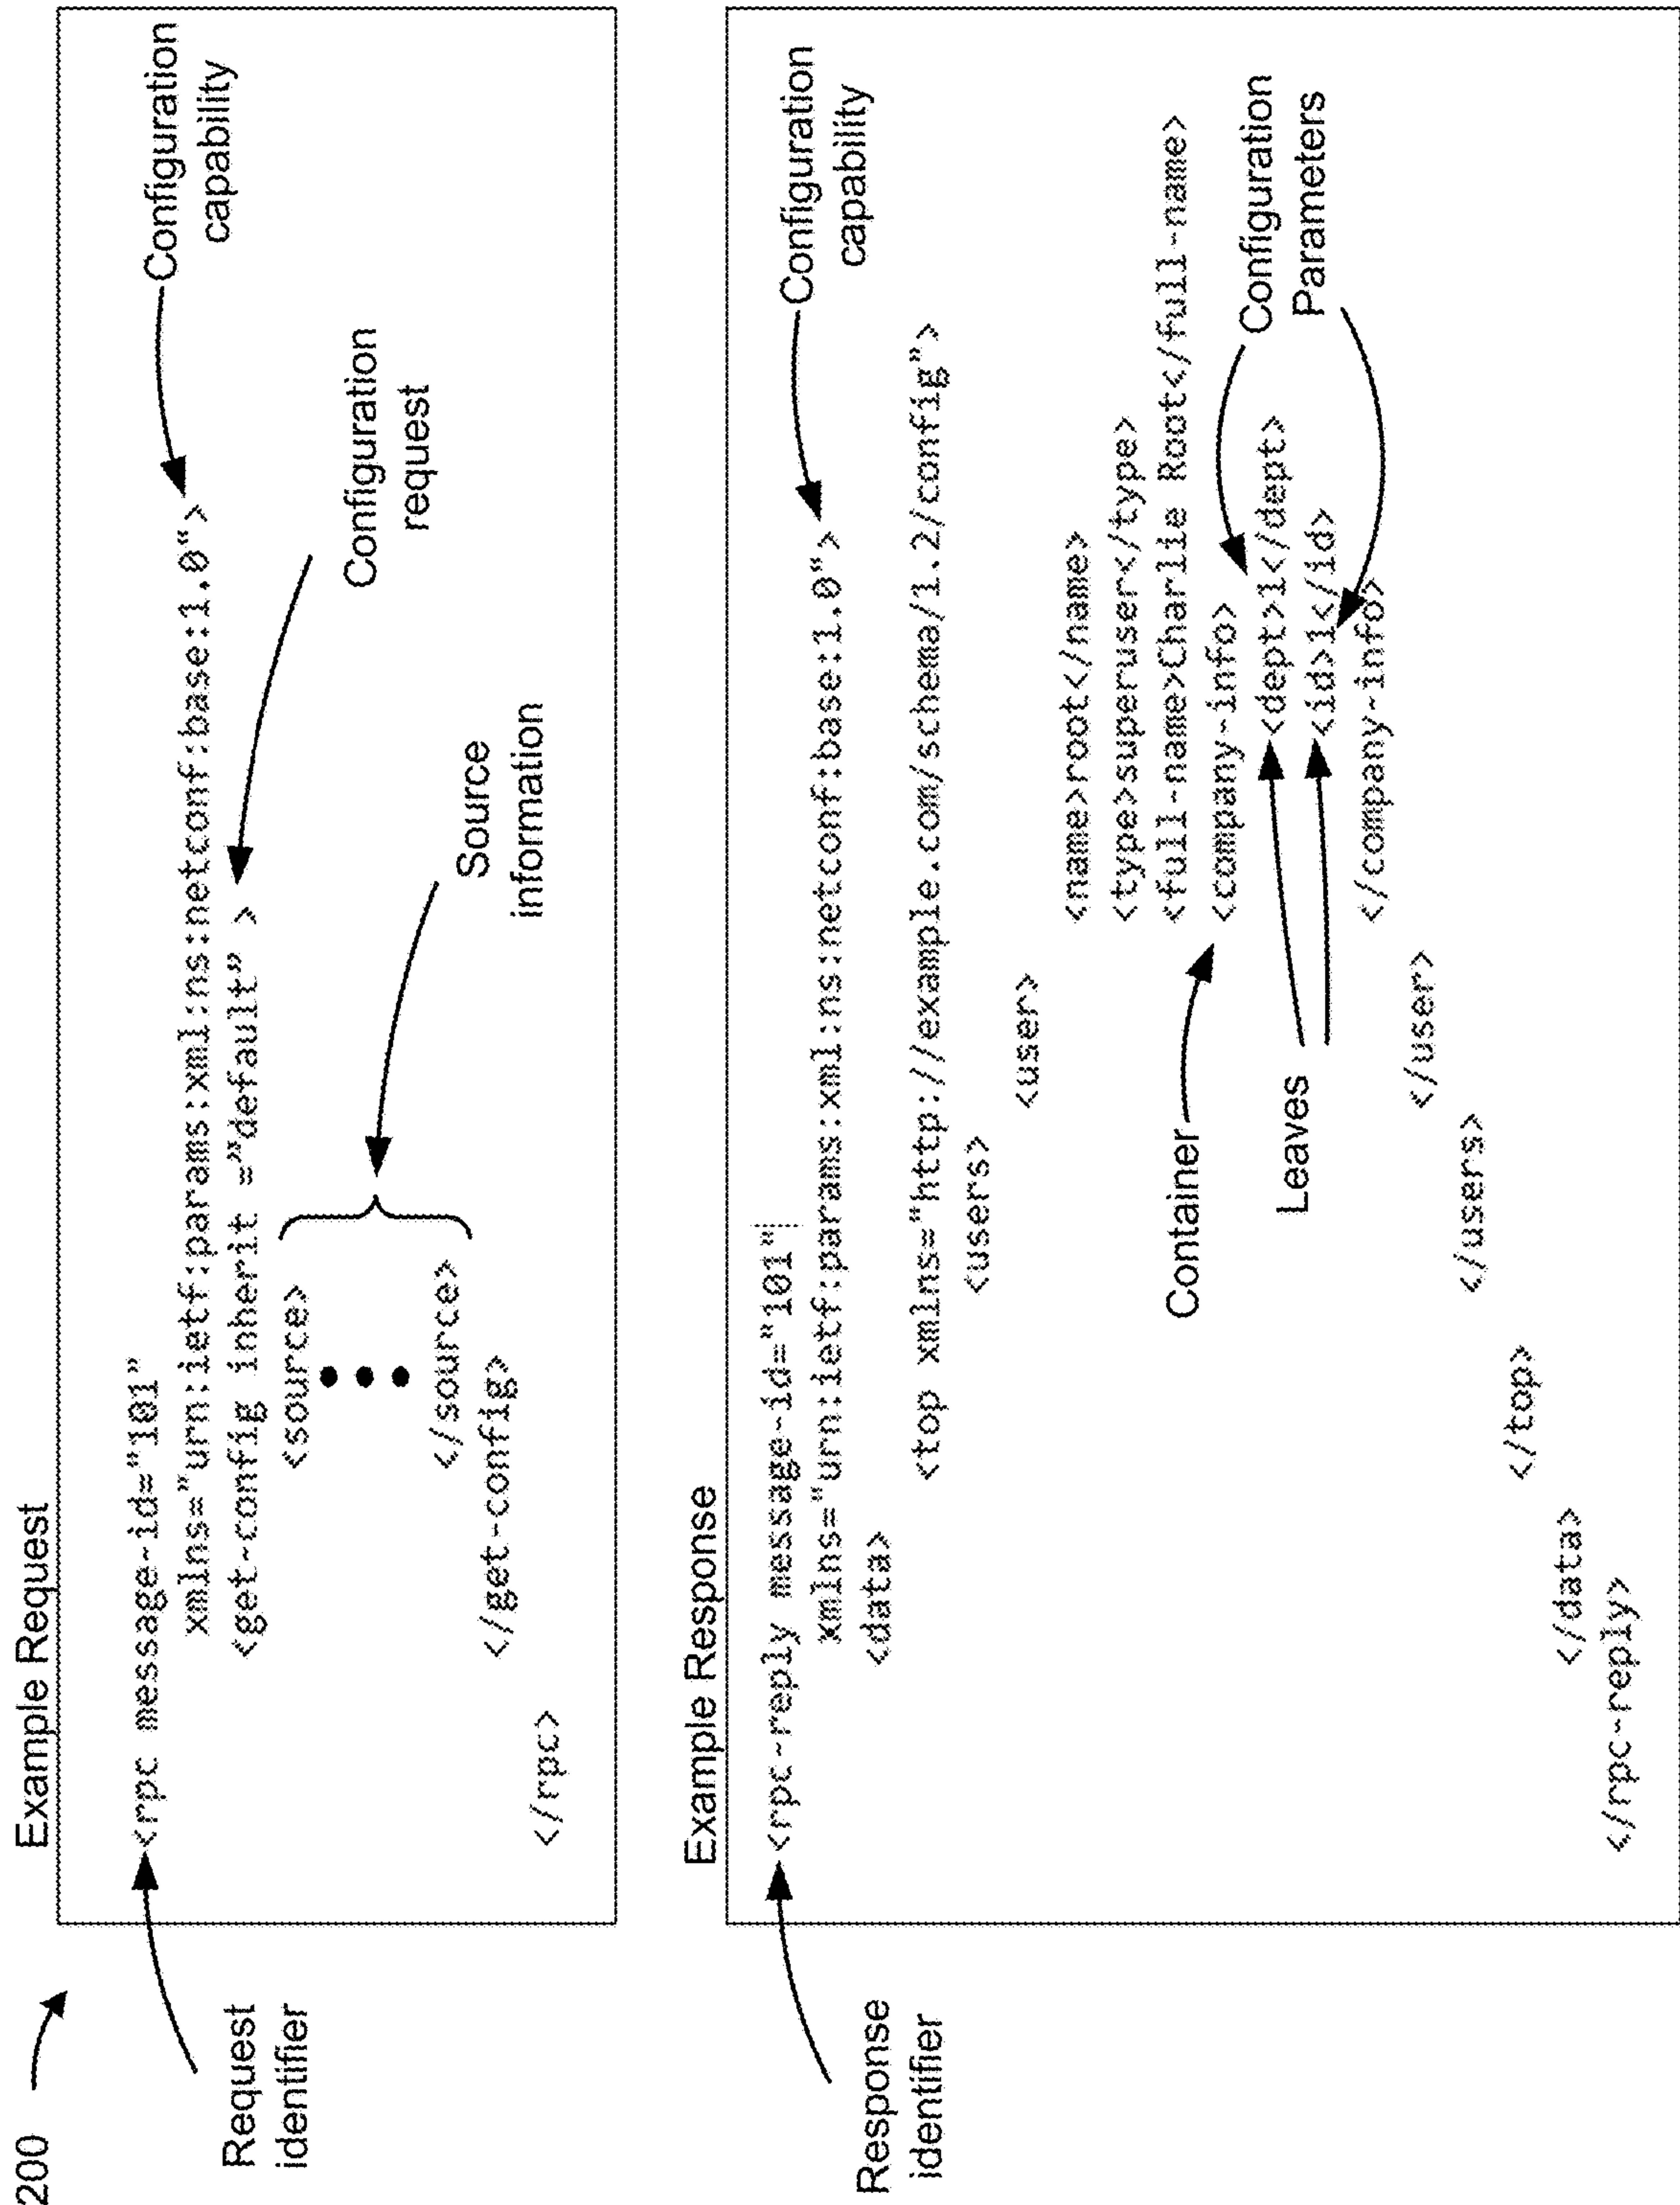 200
Example Request
Request
identifier
<rpc message-id="101"
xmlns="urn:ietf:params:xml:ns:netconf:base:1.0">
Configuration
capability
<get-config inherit ="default" >
Configuration
request
<source>
</source>
Source
information
</get-config>
</rpc>
Example Response
Response
identifier
<rpc-reply message-id="101"
xmlns="urn:ietf:params:xml:ns:netconf:base:1.0">
Configuration
capability
<data>
<top xmlns="http://example.com/schema/1.2/config">
<users>
<user>
<name>root</name>
<type>superuser</type>
<full-name>Charlie Root</full-name>
Container
<company-info>
Configuration
Parameters
Leaves
<dept>1</dept>
<id>1</id>
</company-info>
</user>
</users>
</top>
</data>
</rpc-reply>